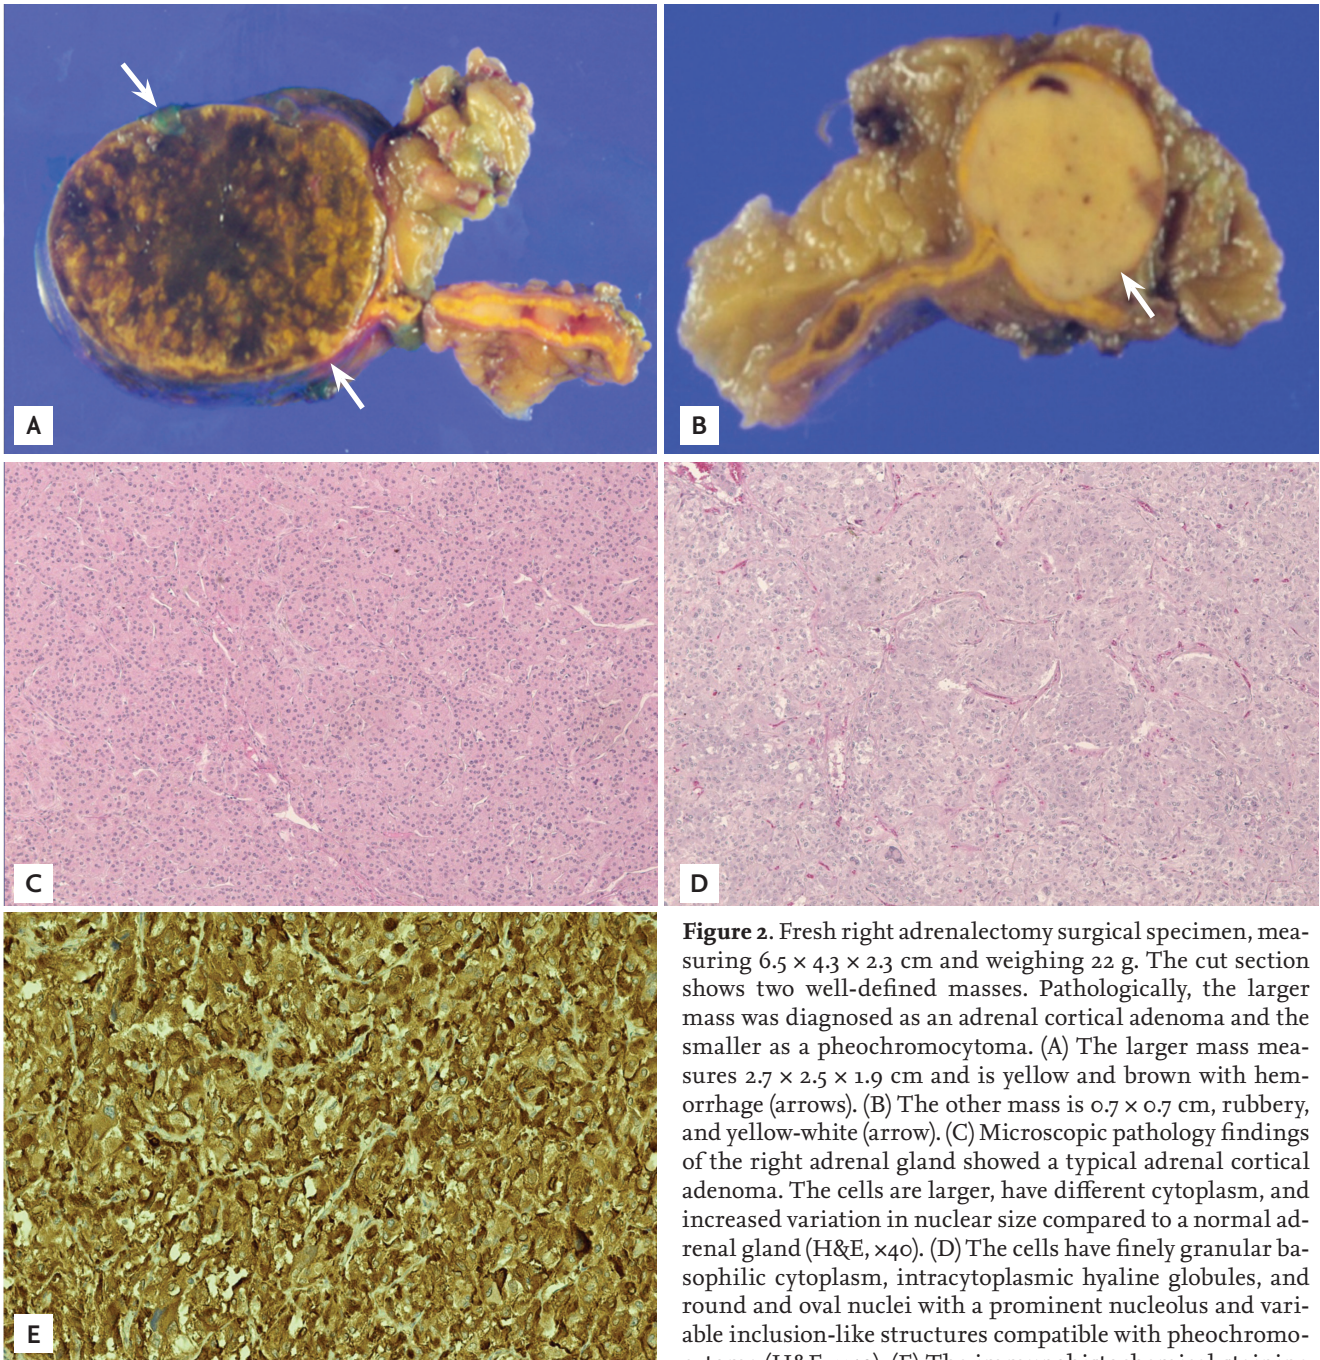 A
B
C
D
E
Figure 2. Fresh right adrenalectomy surgical specimen, mea-
suring 6.5 × 4.3 × 2.3 cm and weighing 22 g. The cut section
shows two well-defined masses. Pathologically, the larger
mass was diagnosed as an adrenal cortical adenoma and the
smaller as a pheochromocytoma. (A) The larger mass mea-
sures 2.7 × 2.5 × 1.9 cm and is yellow and brown with hem-
orrhage (arrows). (B) The other mass is 0.7 × 0.7 cm, rubbery,
and yellow-white (arrow). (C) Microscopic pathology findings
of the right adrenal gland showed a typical adrenal cortical
adenoma. The cells are larger, have different cytoplasm, and
increased variation in nuclear size compared to a normal ad-
renal gland (H&E, ×40). (D) The cells have finely granular ba-
sophilic cytoplasm, intracytoplasmic hyaline globules, and
round and oval nuclei with a prominent nucleolus and vari-
able inclusion-like structures compatible with pheochromo-